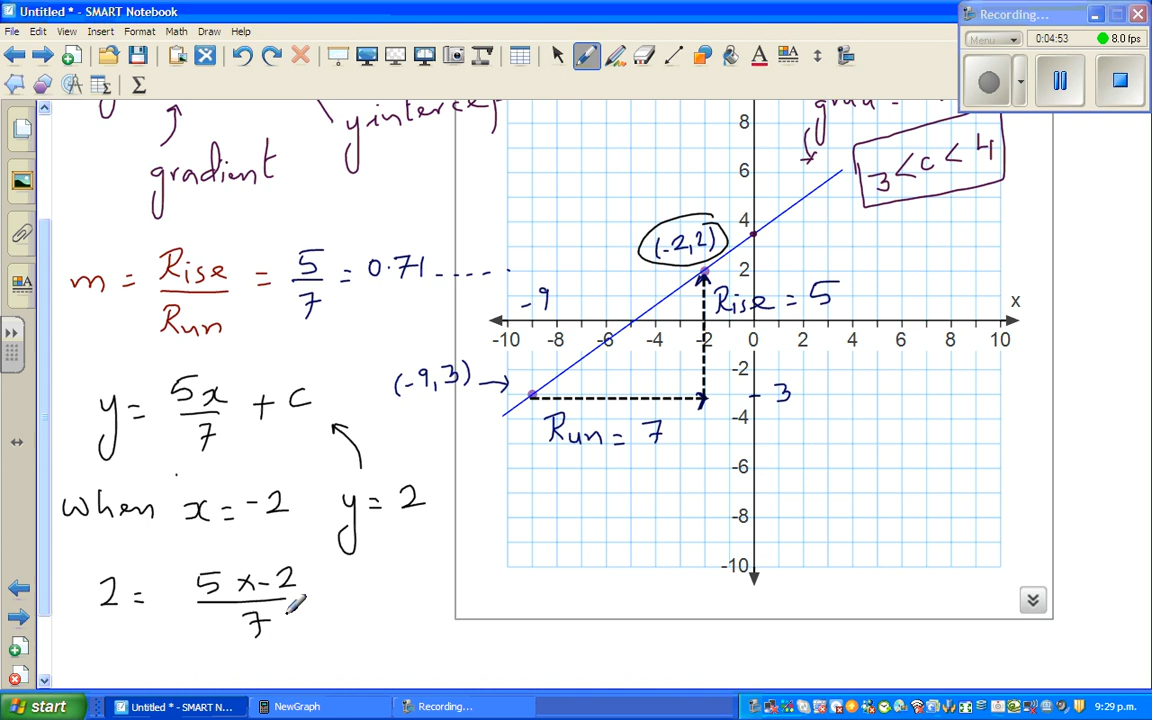 Untitled * - SMART Notebook
File Edit View Insert Format Math Draw Help
Recording...
Menu
0:04:53
8.0 fps
y intercep
gradient
grad
3 < c < 4
m = Rise = 5 = 0.71 .....
Run 7
y = 5x + c
7
when x = -2 y = 2
2 = 5 x -2
7
(-2,2)
Rise = 5
-9
(-9,3)
-3
Run = 7
x
-10 -8 -6 -4 -2 0 2 4 6 8 10
8
6
4
2
-2
-4
-6
-8
-10
start
Untitled * - SMART N...
NewGraph
Recording...
9:29 p.m.